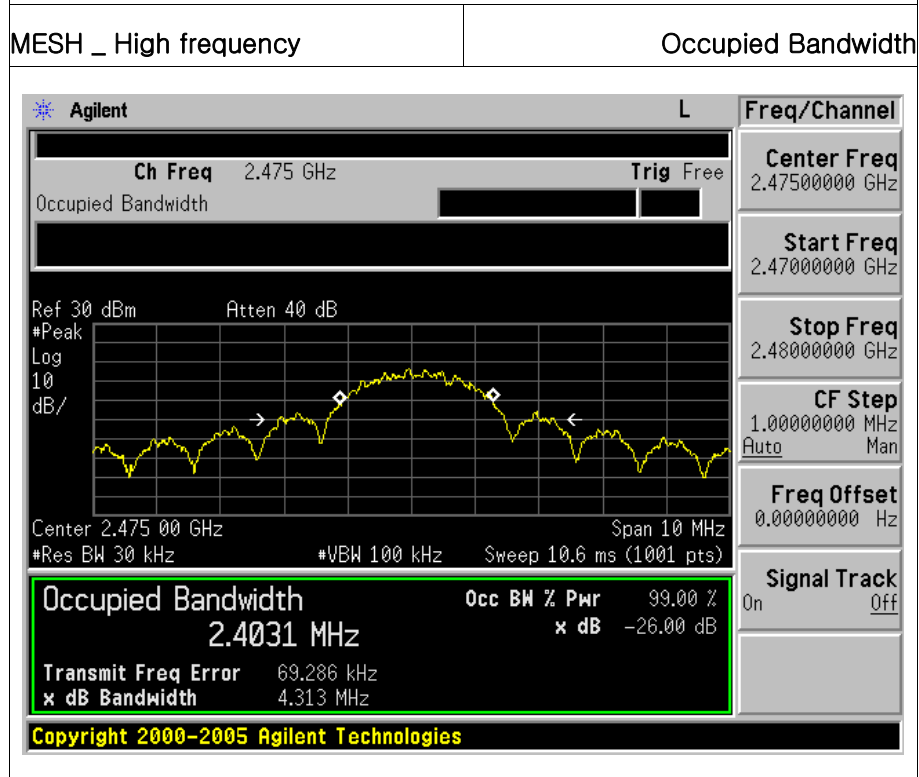 MESH _ High frequency Occupied Bandwidth
Agilent L Freq/Channel
Ch Freq 2.475 GHz Trig Free
Occupied Bandwidth
Center Freq
2.47500000 GHz
Start Freq
2.47000000 GHz
Stop Freq
2.48000000 GHz
CF Step
1.00000000 MHz
Auto Man
Freq Offset
0.00000000 Hz
Signal Track
On Off
Ref 30 dBm Atten 40 dB
#Peak
Log
10
dB/
Center 2.475 00 GHz Span 10 MHz
#Res BW 30 kHz #VBW 100 kHz Sweep 10.6 ms (1001 pts)
Occupied Bandwidth Occ BW % Pwr 99.00 %
2.4031 MHz x dB -26.00 dB
Transmit Freq Error 69.286 kHz
x dB Bandwidth 4.313 MHz
Copyright 2000-2005 Agilent Technologies